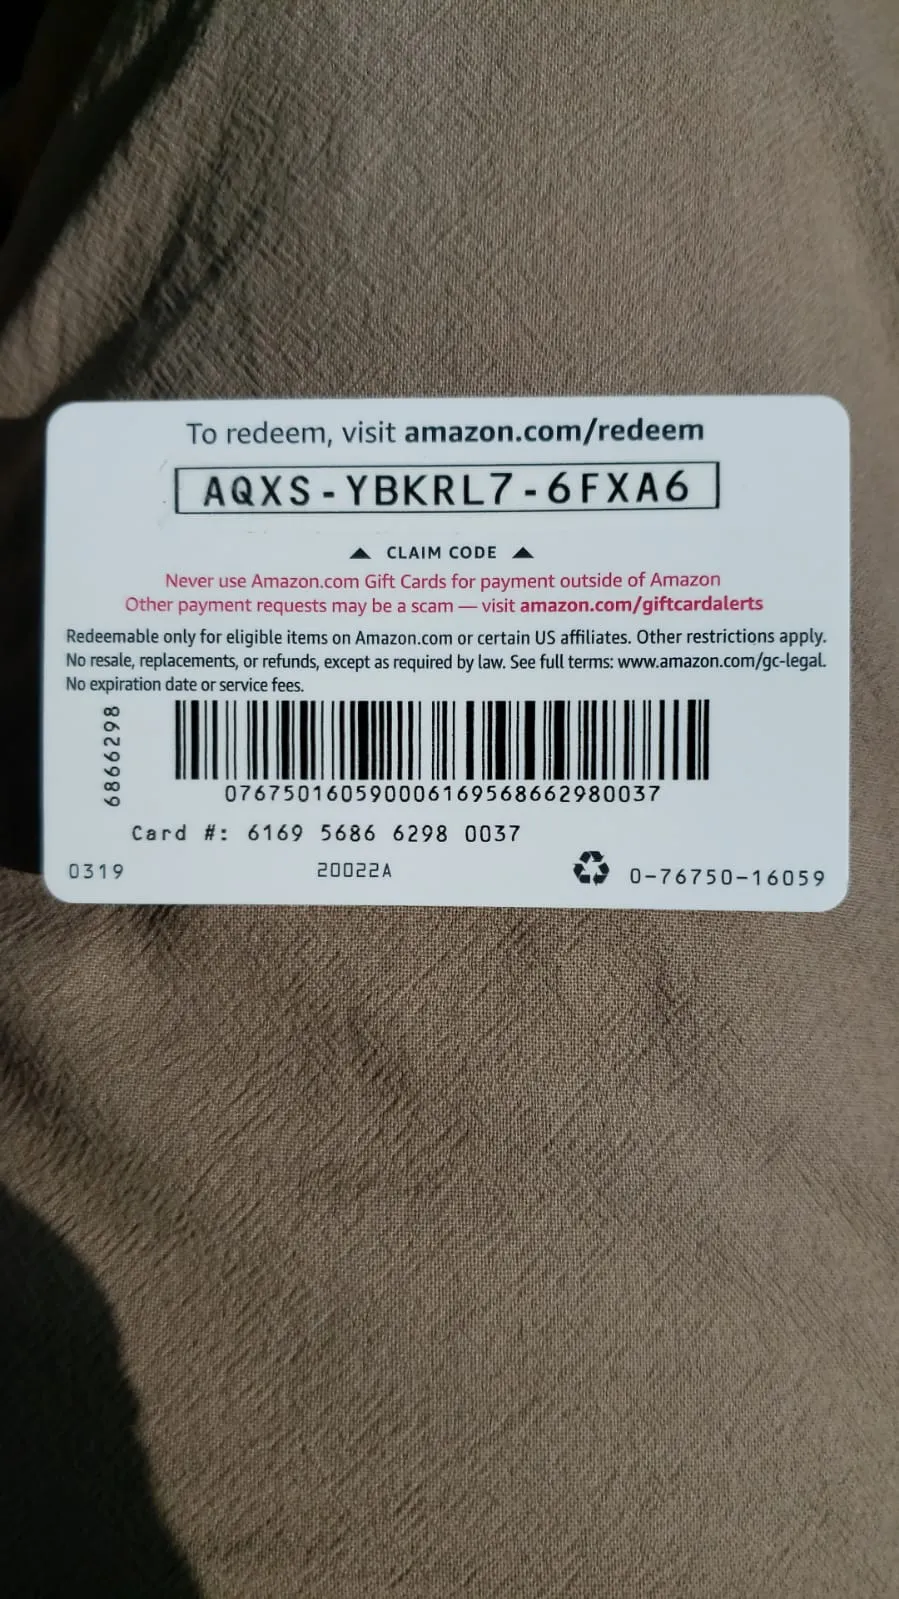 To redeem, visit amazon.com/redeem
AQXS-YBKRL7-6FXA6
▲ CLAIM CODE ▲
Never use Amazon.com Gift Cards for payment outside of Amazon
Other payment requests may be a scam — visit amazon.com/giftcardalerts
Redeemable only for eligible items on Amazon.com or certain US affiliates. Other restrictions apply.
No resale, replacements, or refunds, except as required by law. See full terms: www.amazon.com/gc-legal.
No expiration date or service fees.
6866298
076750160590006169568662980037
Card #: 6169 5686 6298 0037
0319 20022A 0-76750-16059